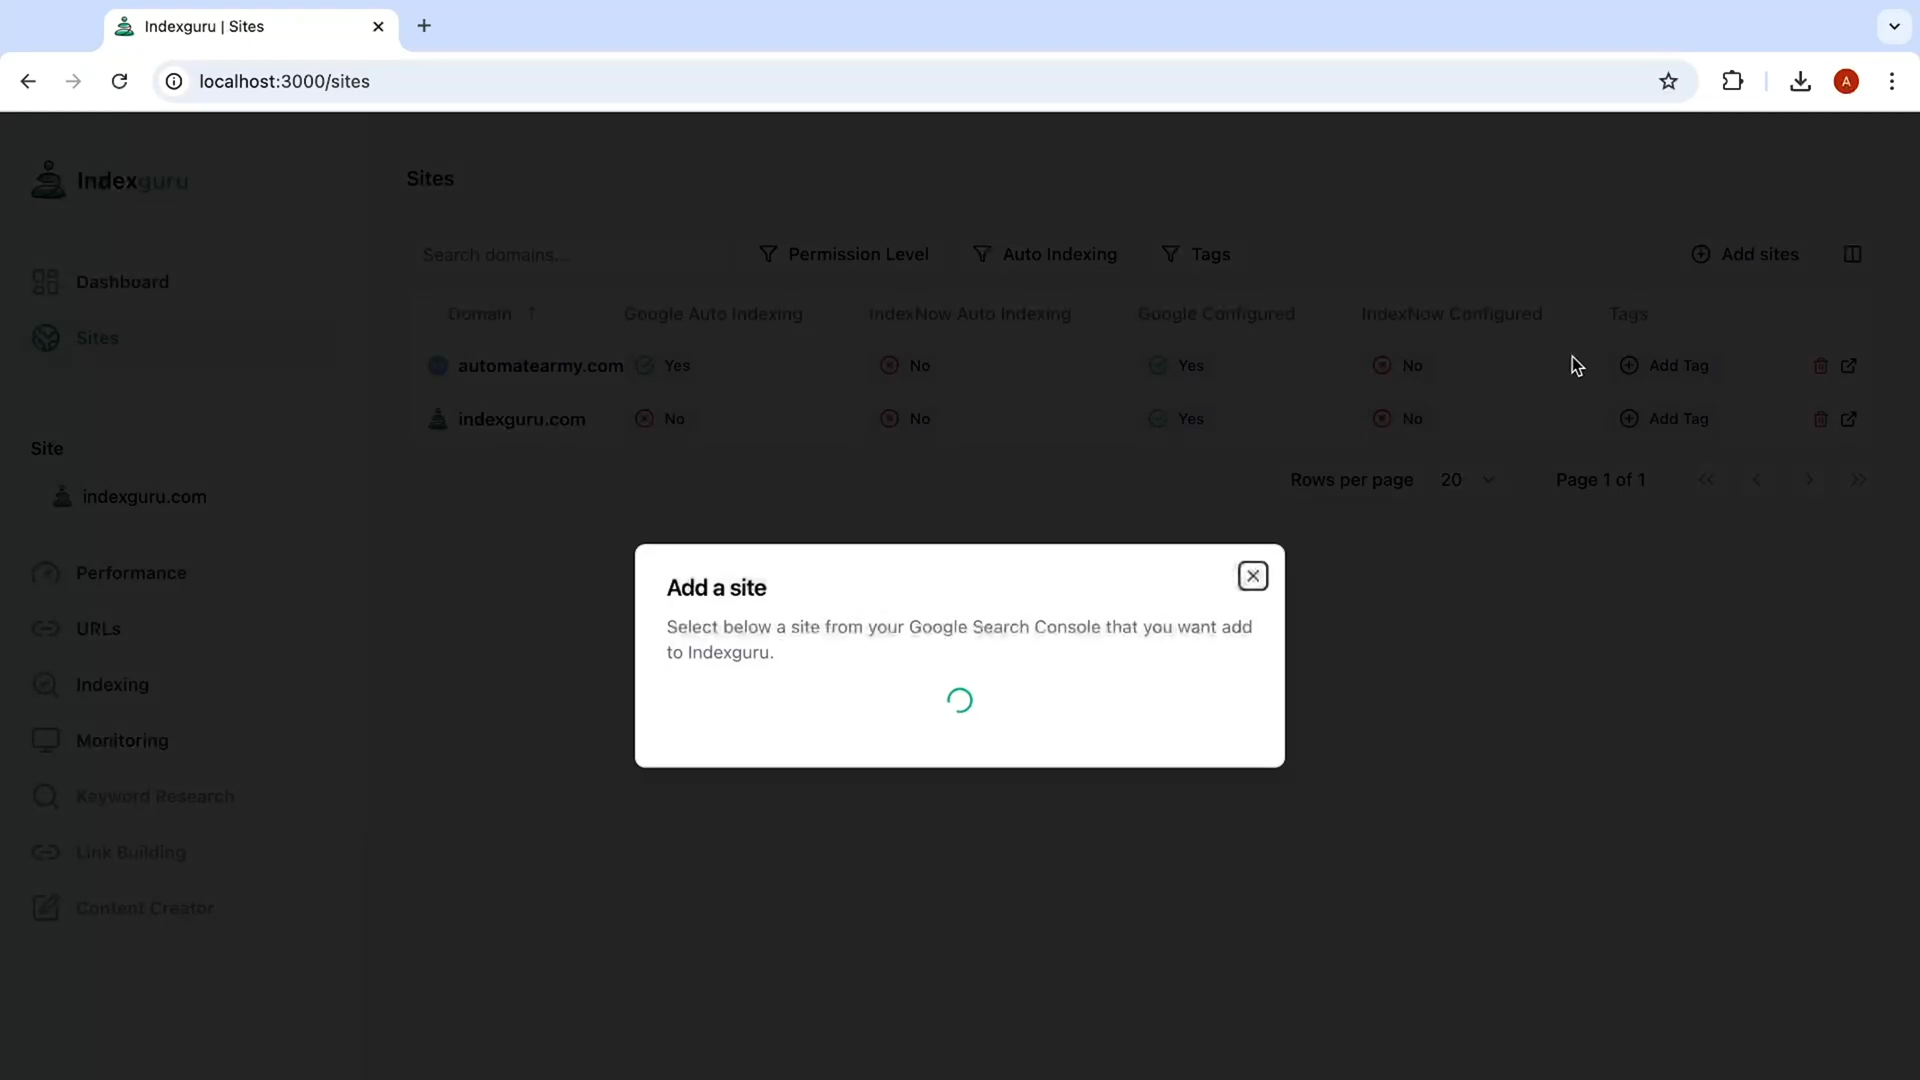 Indexguru | Sites
localhost:3000/sites
A
Indexguru
Dashboard
Sites
Site
indexguru.com
Performance
URLs
Indexing
Monitoring
Keyword Research
Link Building
Content Creator
Sites
Search domains...
Permission Level
Auto Indexing
Tags
Add sites
Domain ↑ Google Auto Indexing IndexNow Auto Indexing Google Configured IndexNow Configured Tags
automatearmy.com Yes No Yes No Add Tag
indexguru.com No No Yes No Add Tag
Rows per page 20 Page 1 of 1
Add a site
Select below a site from your Google Search Console that you want add
to Indexguru.